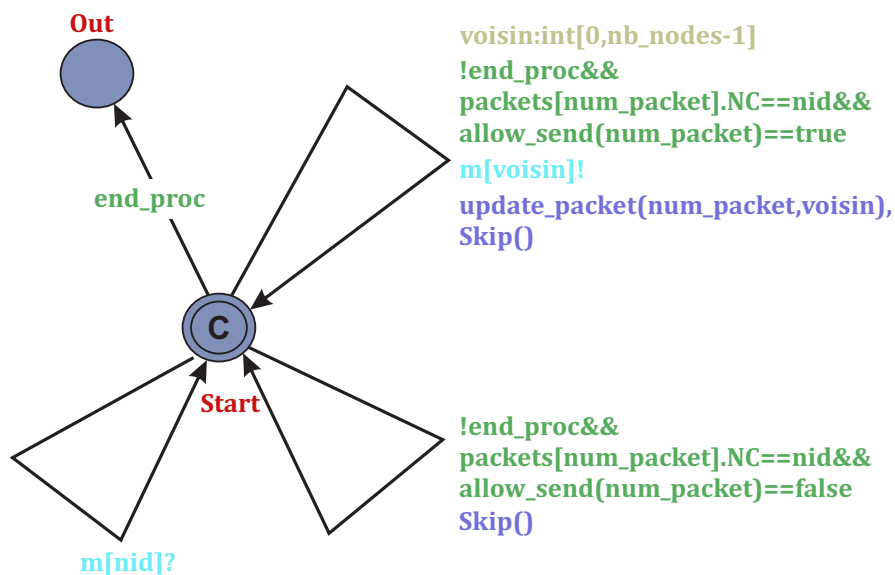 Out
voisin:int[0,nb_nodes-1]
!end_proc&&
packets[num_packet].NC==nid&&
allow_send(num_packet)==true
m[voisin]!
update_packet(num_packet,voisin),
Skip()
end_proc
C
Start
!end_proc&&
packets[num_packet].NC==nid&&
allow_send(num_packet)==false
Skip()
m[nid]?